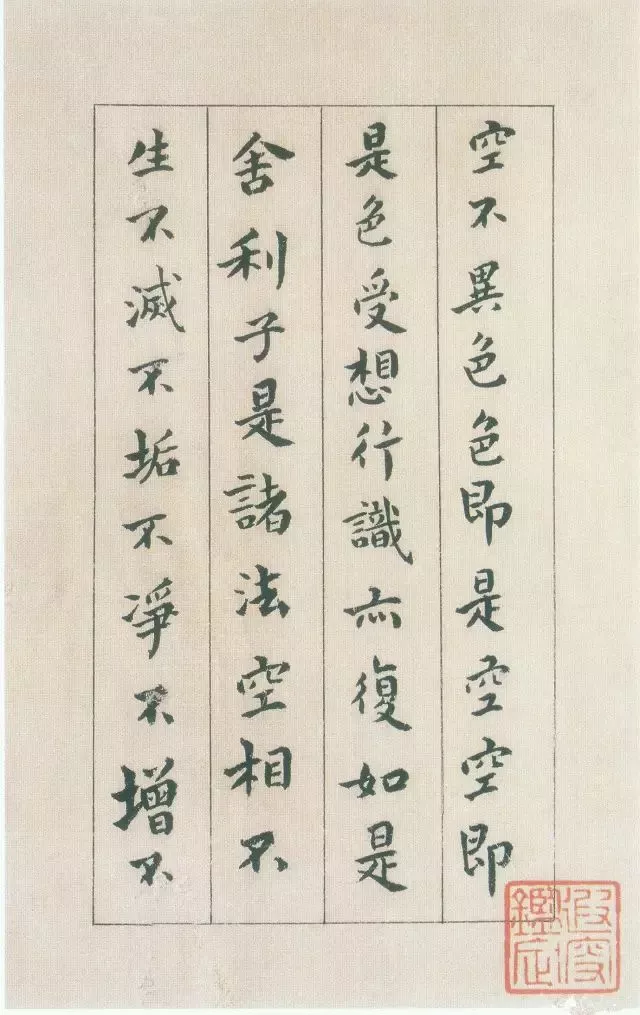 空不異色色即是空空即
是色受想行識亦復如是
舍利子是諸法空相不
生不滅不垢不淨不增不